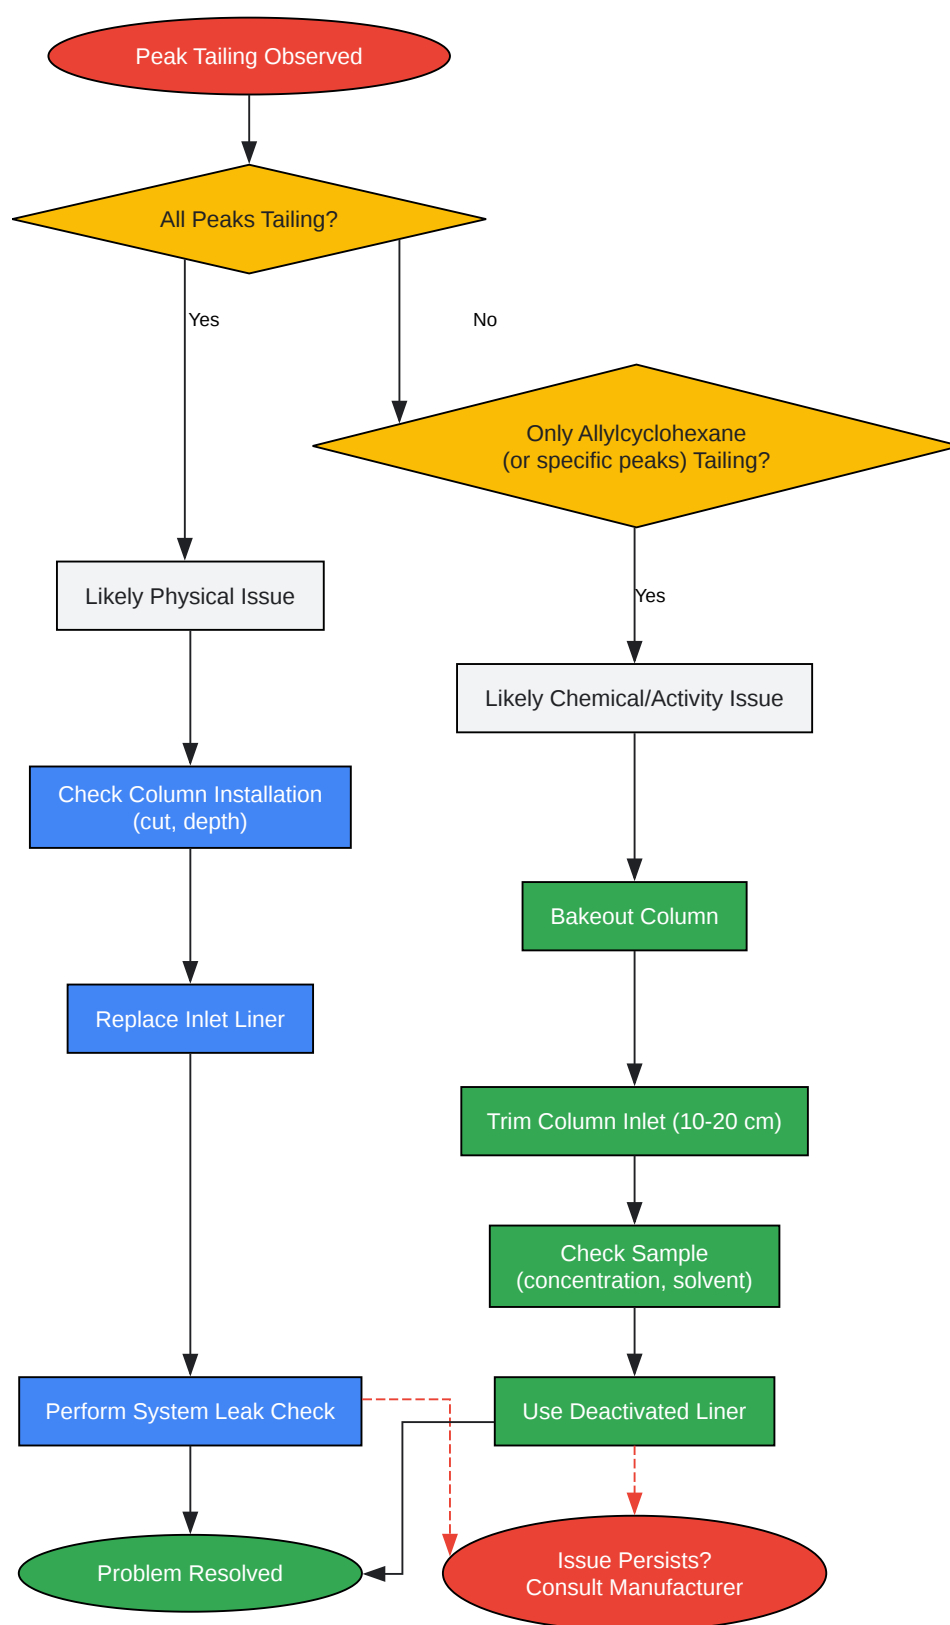 Peak Tailing Observed
All Peaks Tailing?
Yes
No
Only Allylcyclohexane
(or specific peaks) Tailing?
Likely Physical Issue
Yes
Likely Chemical/Activity Issue
Check Column Installation
(cut, depth)
Bakeout Column
Replace Inlet Liner
Trim Column Inlet (10-20 cm)
Check Sample
(concentration, solvent)
Perform System Leak Check
Use Deactivated Liner
Problem Resolved
Issue Persists?
Consult Manufacturer